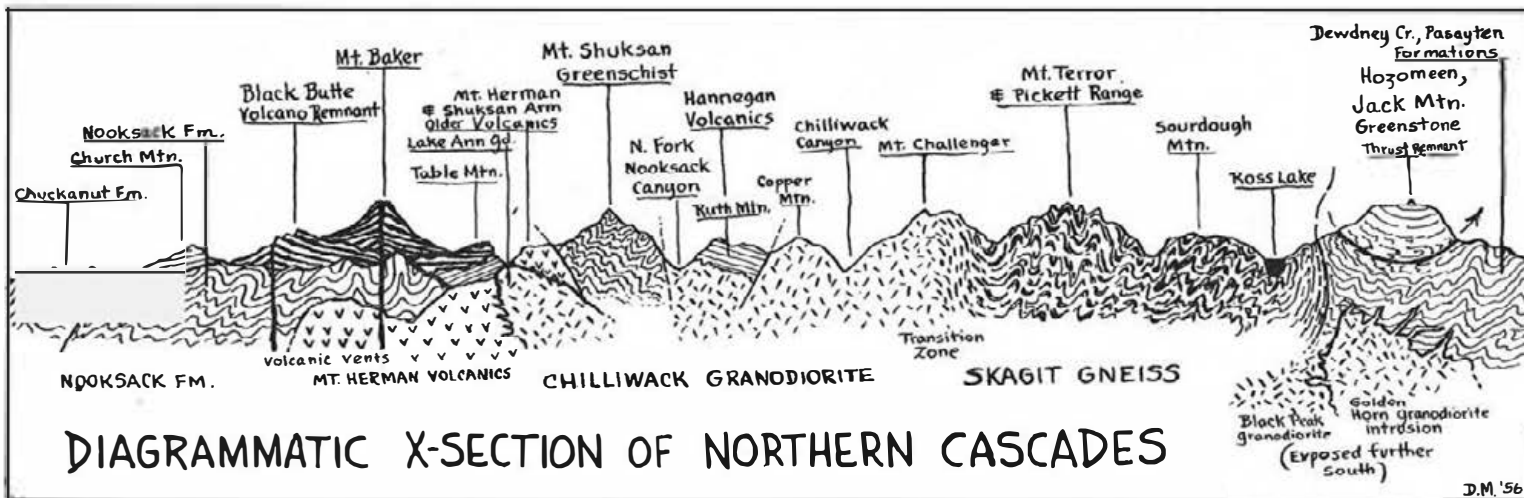 Chuckanut Fm.
Nooksack Fm.
Church Mtn.
Black Butte
Volcano Remnant
Mt. Baker
Mt. Herman
& Shuksan Arm
Older Volcanics
Lake Ann gd.
Table Mtn.
Mt. Shuksan
Greenschist
N. Fork
Nooksack
Canyon
Hannegan
Volcanics
Ruth Mtn.
Copper
Mtn.
Chilliwack
Canyon
Mt. Challenger
Mt. Terror
& Pickett Range
Sourdough
Mtn.
Ross Lake
Dewdney Cr., Pasayten
Formations
Hozomeen,
Jack Mtn.
Greenstone
Thrust Remnant
NOOKSACK FM.
Volcanic vents
MT. HERMAN VOLCANICS
CHILLIWACK GRANODIORITE
Transition
Zone
SKAGIT GNEISS
Black Peak
granodiorite
Golden
Horn granodiorite
intrusion
(Exposed further
south)
DIAGRAMMATIC X-SECTION OF NORTHERN CASCADES
D.M. '56